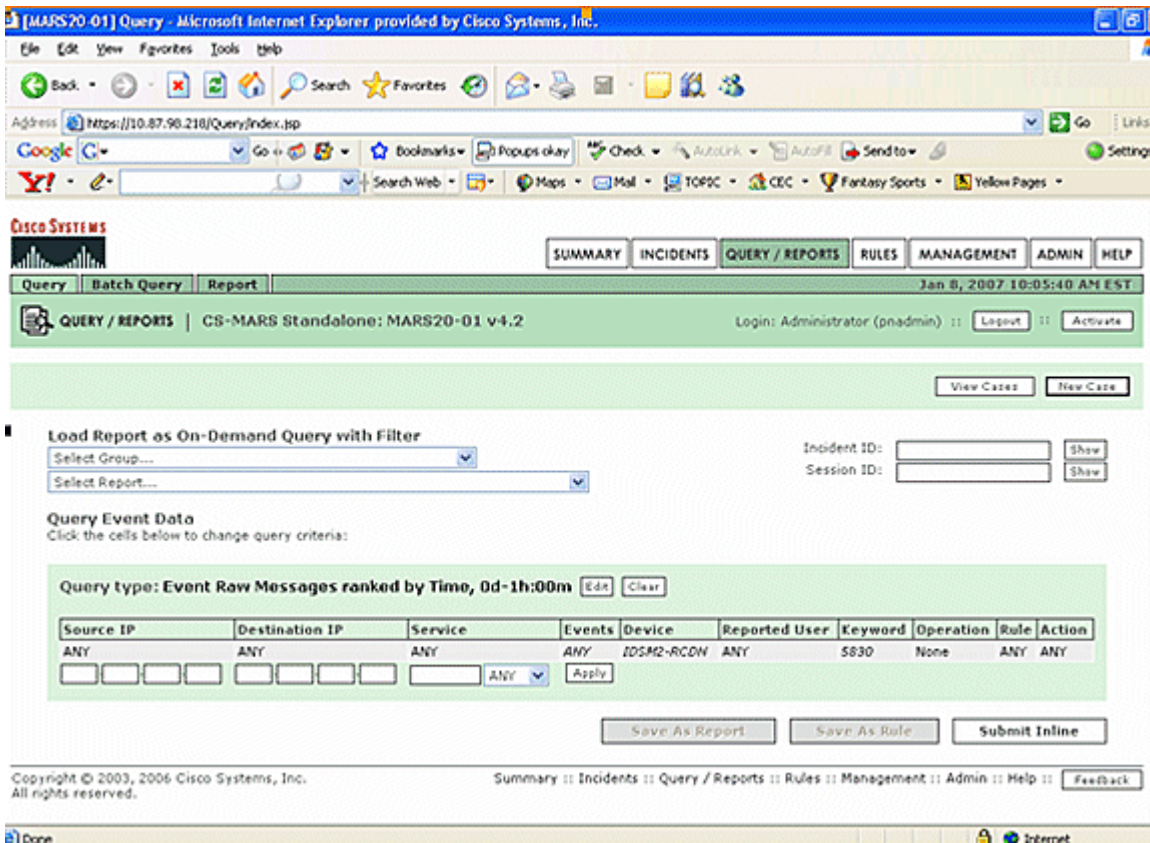 [MARS20-01] Query - Microsoft Internet Explorer provided by Cisco Systems, Inc.
File Edit View Favorites Tools Help
Back Search Favorites
Address https://10.87.98.218/Query/index.jsp Go Links
Google G Go Bookmarks Popups okay ABC Check AutoLink AutoFill Send to Settings
Y! Search Web Maps Mail TOPIC CEC Fantasy Sports Yellow Pages
CISCO SYSTEMS
SUMMARY INCIDENTS QUERY / REPORTS RULES MANAGEMENT ADMIN HELP
Query Batch Query Report Jan 8, 2007 10:05:40 AM EST
QUERY / REPORTS | CS-MARS Standalone: MARS20-01 v4.2 Login: Administrator (pnadmin) :: Logout :: Activate
View Cases New Case
Load Report as On-Demand Query with Filter
Select Group... Incident ID: Show
Select Report... Session ID: Show
Query Event Data
Click the cells below to change query criteria:
Query type: Event Raw Messages ranked by Time, 0d-1h:00m Edit Clear
Source IP Destination IP Service Events Device Reported User Keyword Operation Rule Action
ANY ANY ANY ANY IDSM2-RCDN ANY 5830 None ANY ANY
ANY Apply
Save As Report Save As Rule Submit Inline
Copyright © 2003, 2006 Cisco Systems, Inc. Summary :: Incidents :: Query / Reports :: Rules :: Management :: Admin :: Help :: Feedback
All rights reserved.
Done Internet